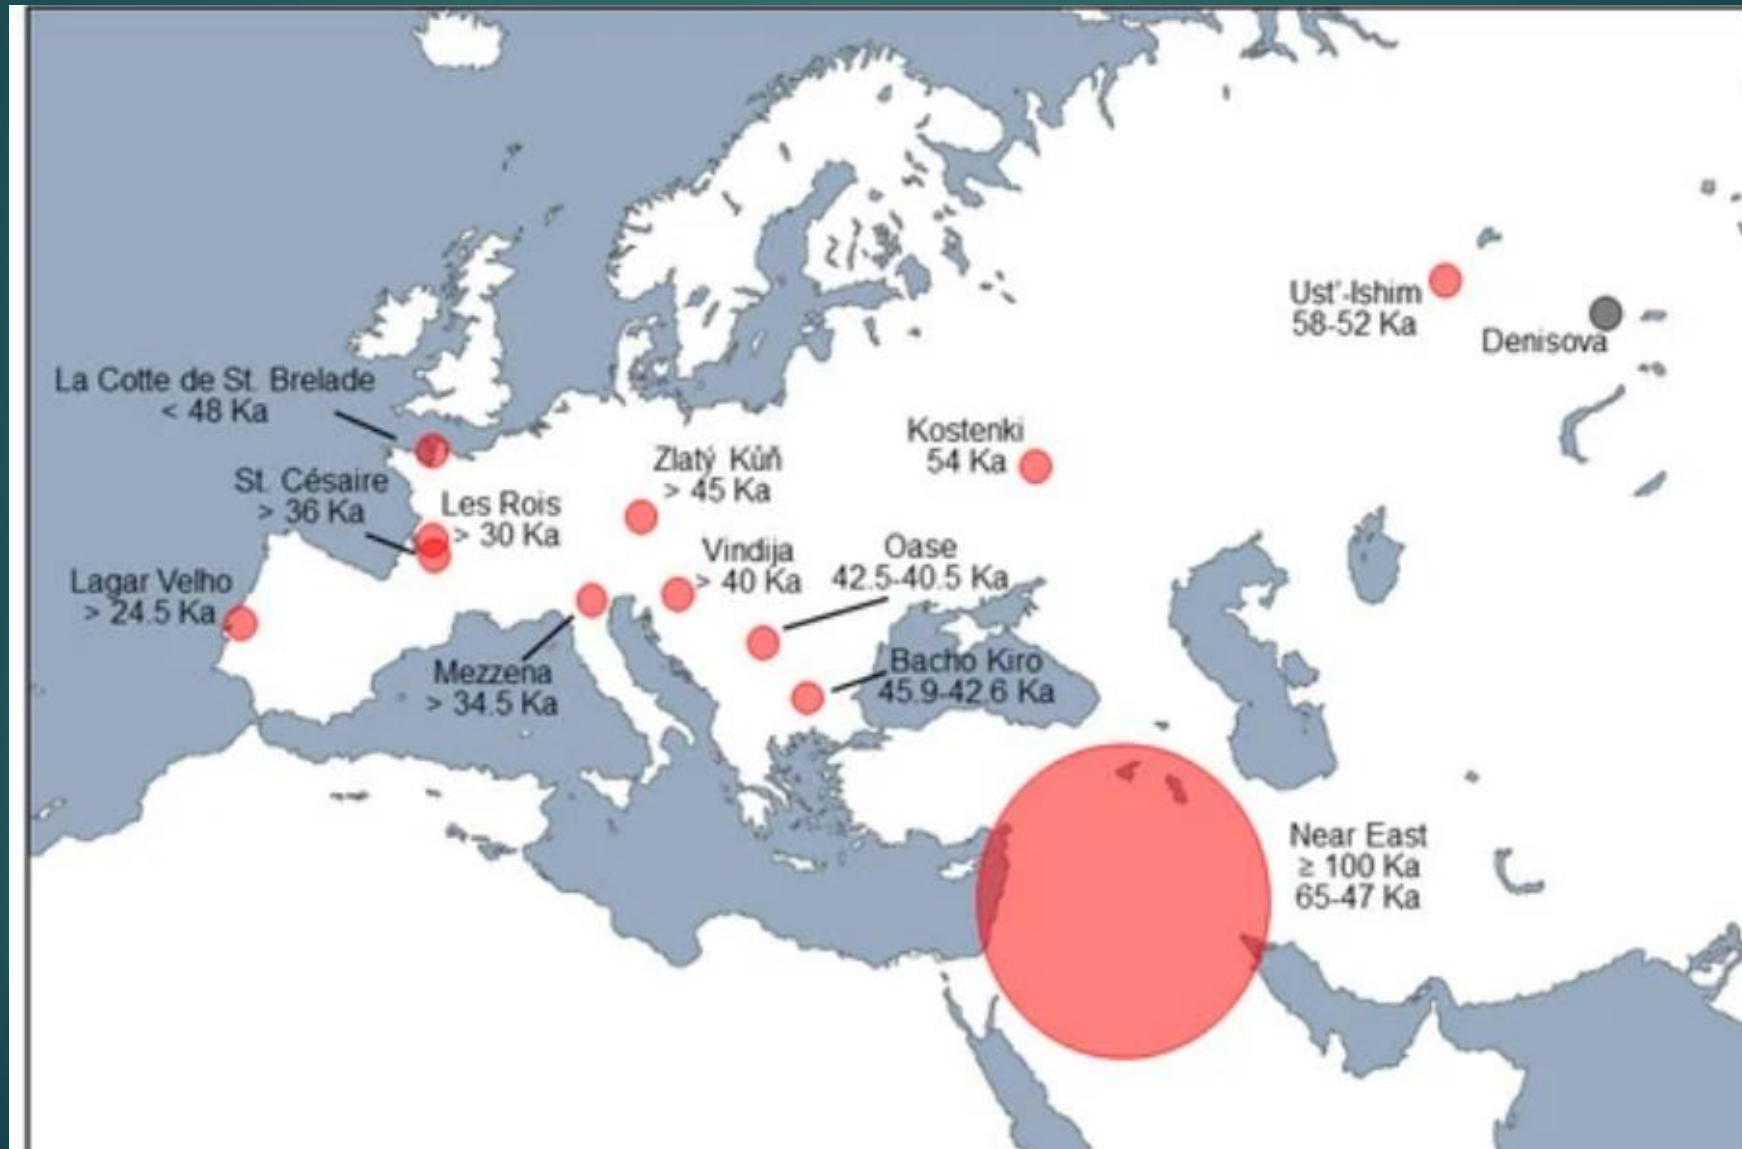 Ust'-Ishim
58-52 Ka
Denisova
La Cotte de St. Brelade
< 48 Ka
Kostenki
54 Ka
Zlatý Kůň
> 45 Ka
St. Césaire
> 36 Ka
Les Rois
> 30 Ka
Vindija
> 40 Ka
Oase
42.5-40.5 Ka
Lagar Velho
> 24.5 Ka
Mezzena
> 34.5 Ka
Bacho Kiro
45.9-42.6 Ka
Near East
≥ 100 Ka
65-47 Ka